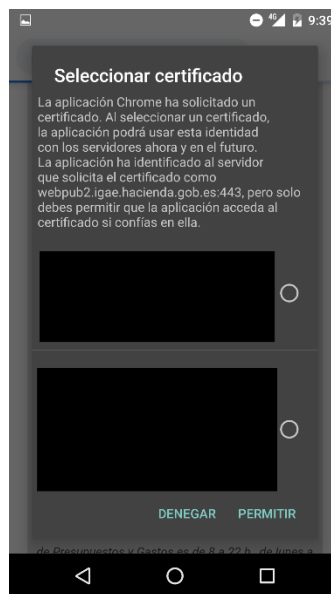 4G 9:39
Seleccionar certificado
La aplicación Chrome ha solicitado un
certificado. Al seleccionar un certificado,
la aplicación podrá usar esta identidad
con los servidores ahora y en el futuro.
La aplicación ha identificado al servidor
que solicita el certificado como
webpub2.igae.hacienda.gob.es:443, pero solo
debes permitir que la aplicación acceda al
certificado si confías en ella.
DENEGAR PERMITIR
de Presupuestos y Gastos es de 8 a 22 h., de lunes a